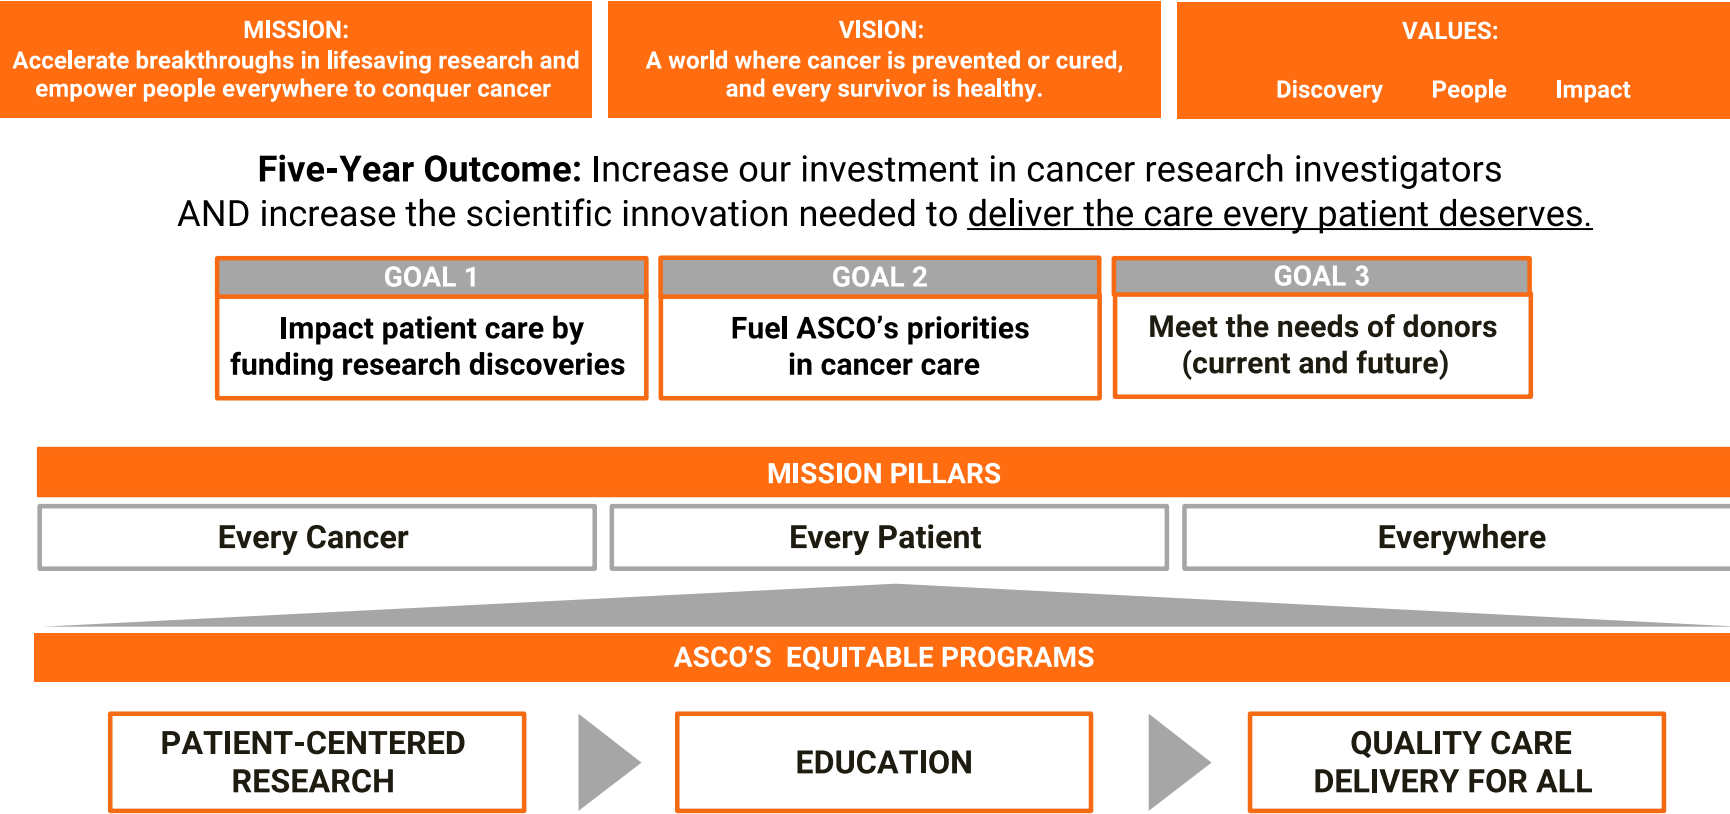 MISSION:
Accelerate breakthroughs in lifesaving research and
empower people everywhere to conquer cancer
VISION:
A world where cancer is prevented or cured,
and every survivor is healthy.
VALUES:
Discovery People Impact
Five-Year Outcome: Increase our investment in cancer research investigators
AND increase the scientific innovation needed to deliver the care every patient deserves.
GOAL 1
Impact patient care by
funding research discoveries
GOAL 2
Fuel ASCO’s priorities
in cancer care
GOAL 3
Meet the needs of donors
(current and future)
MISSION PILLARS
Every Cancer
Every Patient
Everywhere
ASCO’S EQUITABLE PROGRAMS
PATIENT-CENTERED
RESEARCH
EDUCATION
QUALITY CARE
DELIVERY FOR ALL